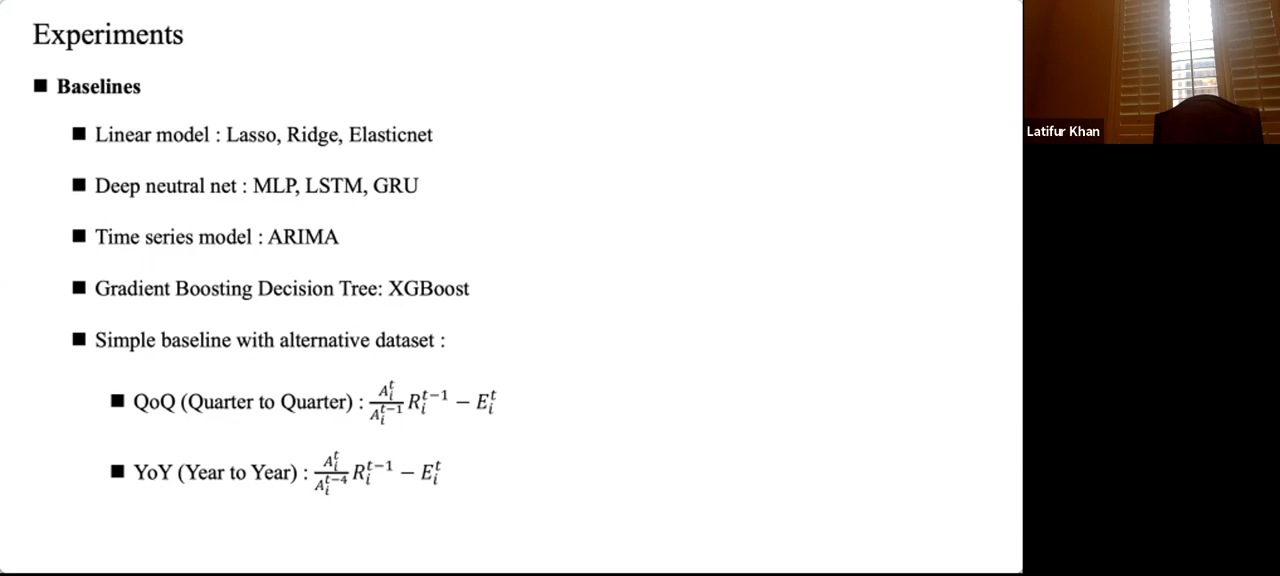 Experiments
■ Baselines
■ Linear model : Lasso, Ridge, Elasticnet
■ Deep neutral net : MLP, LSTM, GRU
■ Time series model : ARIMA
■ Gradient Boosting Decision Tree: XGBoost
■ Simple baseline with alternative dataset :
■ QoQ (Quarter to Quarter) : $\frac{A_i^t}{A_i^{t-1}} R_i^{t-1} - E_i^t$
■ YoY (Year to Year) : $\frac{A_i^t}{A_i^{t-4}} R_i^{t-1} - E_i^t$
Latifur Khan